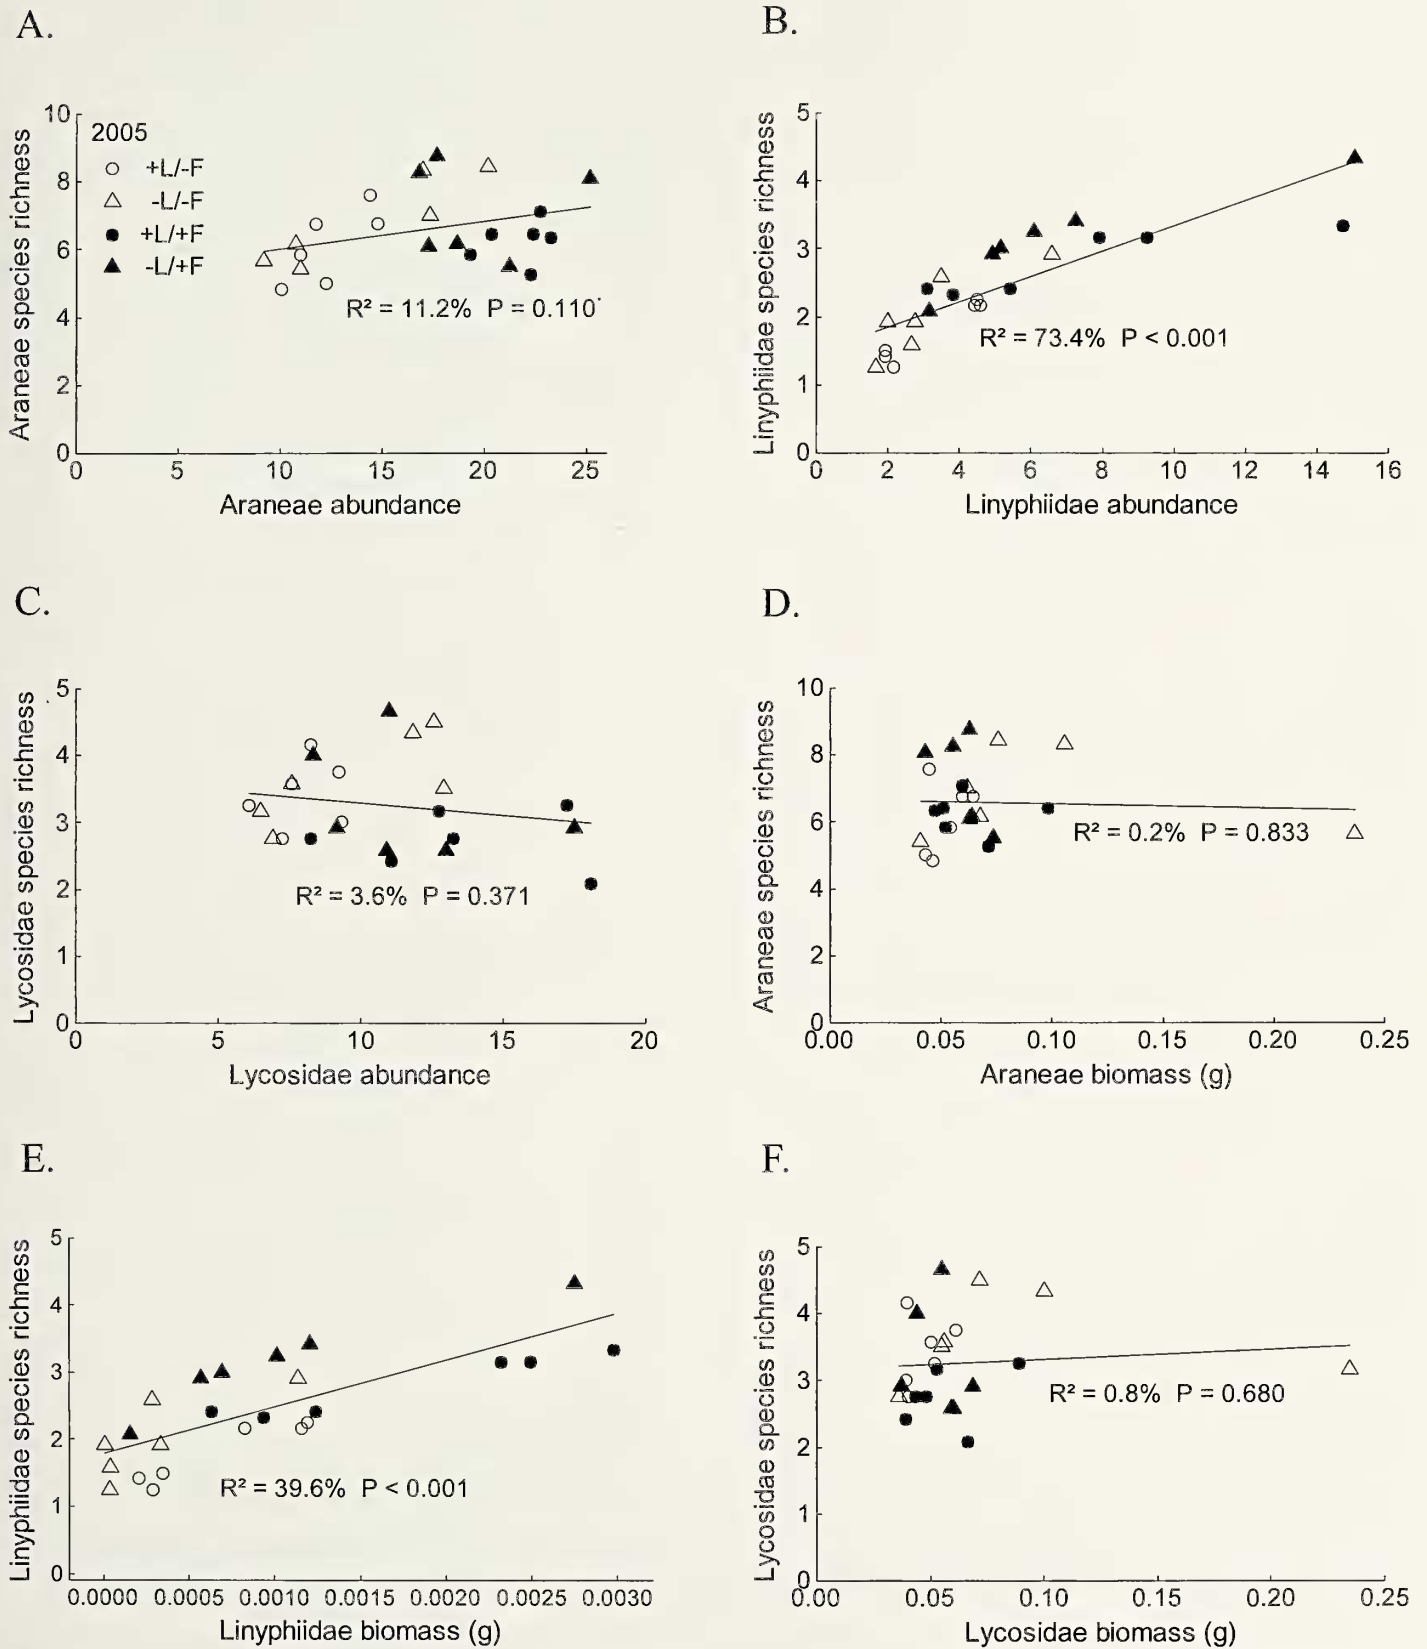 A.
Araneae species richness
10
8
6
4
2
0
2005
+L/-F
-L/-F
+L/+F
-L/+F
R² = 11.2% P = 0.110
0 5 10 15 20 25
Araneae abundance
B.
Linyphiidae species richness
5
4
3
2
1
0
R² = 73.4% P < 0.001
0 2 4 6 8 10 12 14 16
Linyphiidae abundance
C.
Lycosidae species richness
5
4
3
2
1
0
R² = 3.6% P = 0.371
0 5 10 15 20
Lycosidae abundance
D.
Araneae species richness
10
8
6
4
2
0
R² = 0.2% P = 0.833
0.00 0.05 0.10 0.15 0.20 0.25
Araneae biomass (g)
E.
Linyphiidae species richness
5
4
3
2
1
0
R² = 39.6% P < 0.001
0.0000 0.0005 0.0010 0.0015 0.0020 0.0025 0.0030
Linyphiidae biomass (g)
F.
Lycosidae species richness
5
4
3
2
1
0
R² = 0.8% P = 0.680
0.00 0.05 0.10 0.15 0.20 0.25
Lycosidae biomass (g)